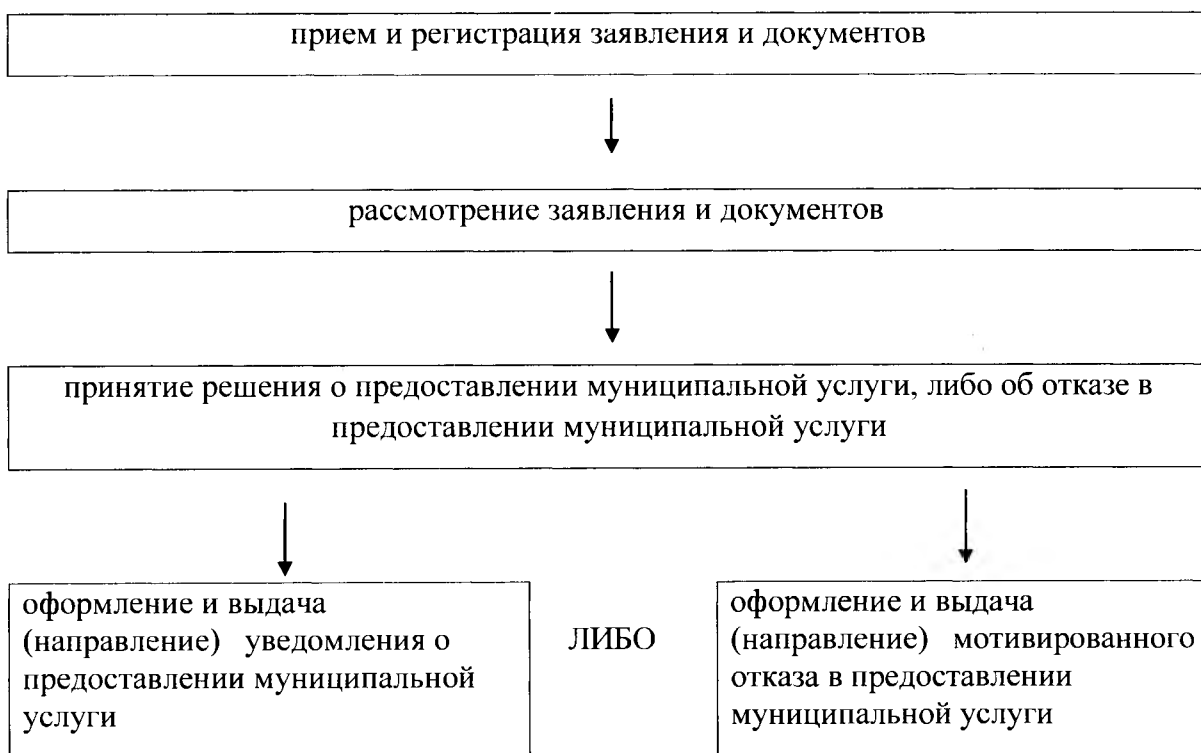 прием и регистрация заявления и документов
рассмотрение заявления и документов
принятие решения о предоставлении муниципальной услуги, либо об отказе в
предоставлении муниципальной услуги
оформление и выдача
(направление) уведомления о
предоставлении муниципальной
услуги
ЛИБО
оформление и выдача
(направление) мотивированного
отказа в предоставлении
муниципальной услуги